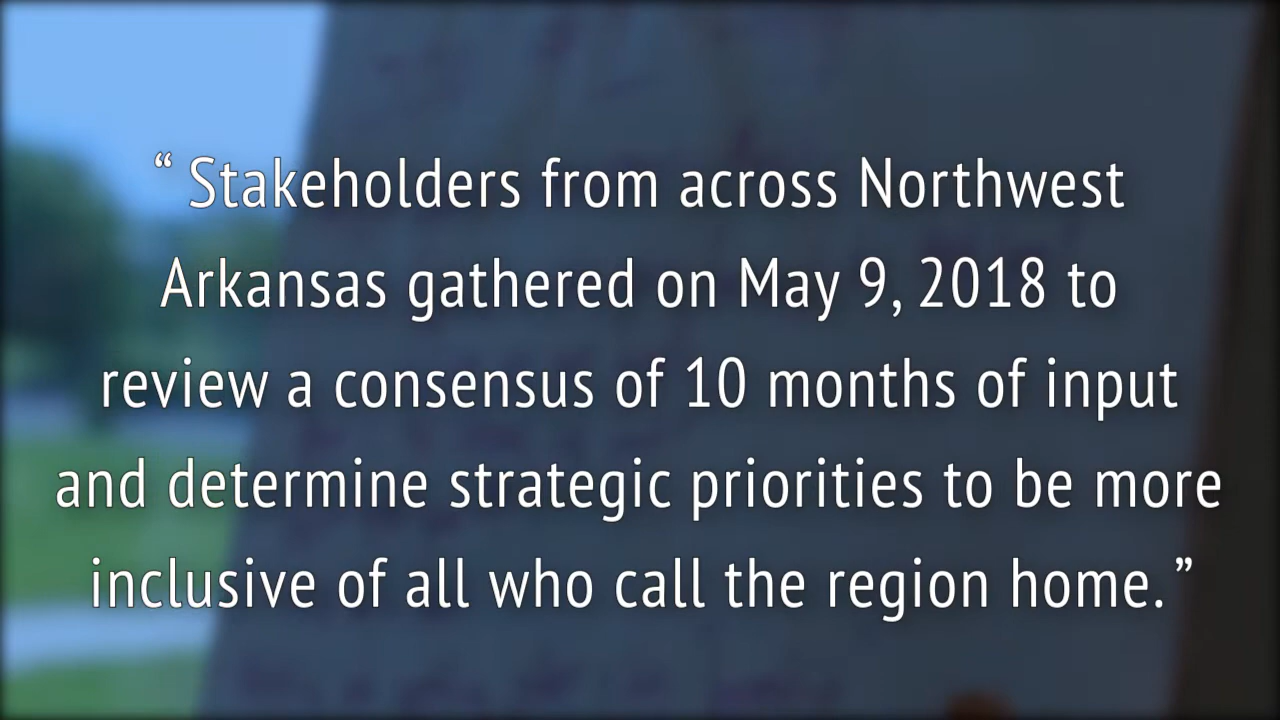 “ Stakeholders from across Northwest
Arkansas gathered on May 9, 2018 to
review a consensus of 10 months of input
and determine strategic priorities to be more
inclusive of all who call the region home. ”